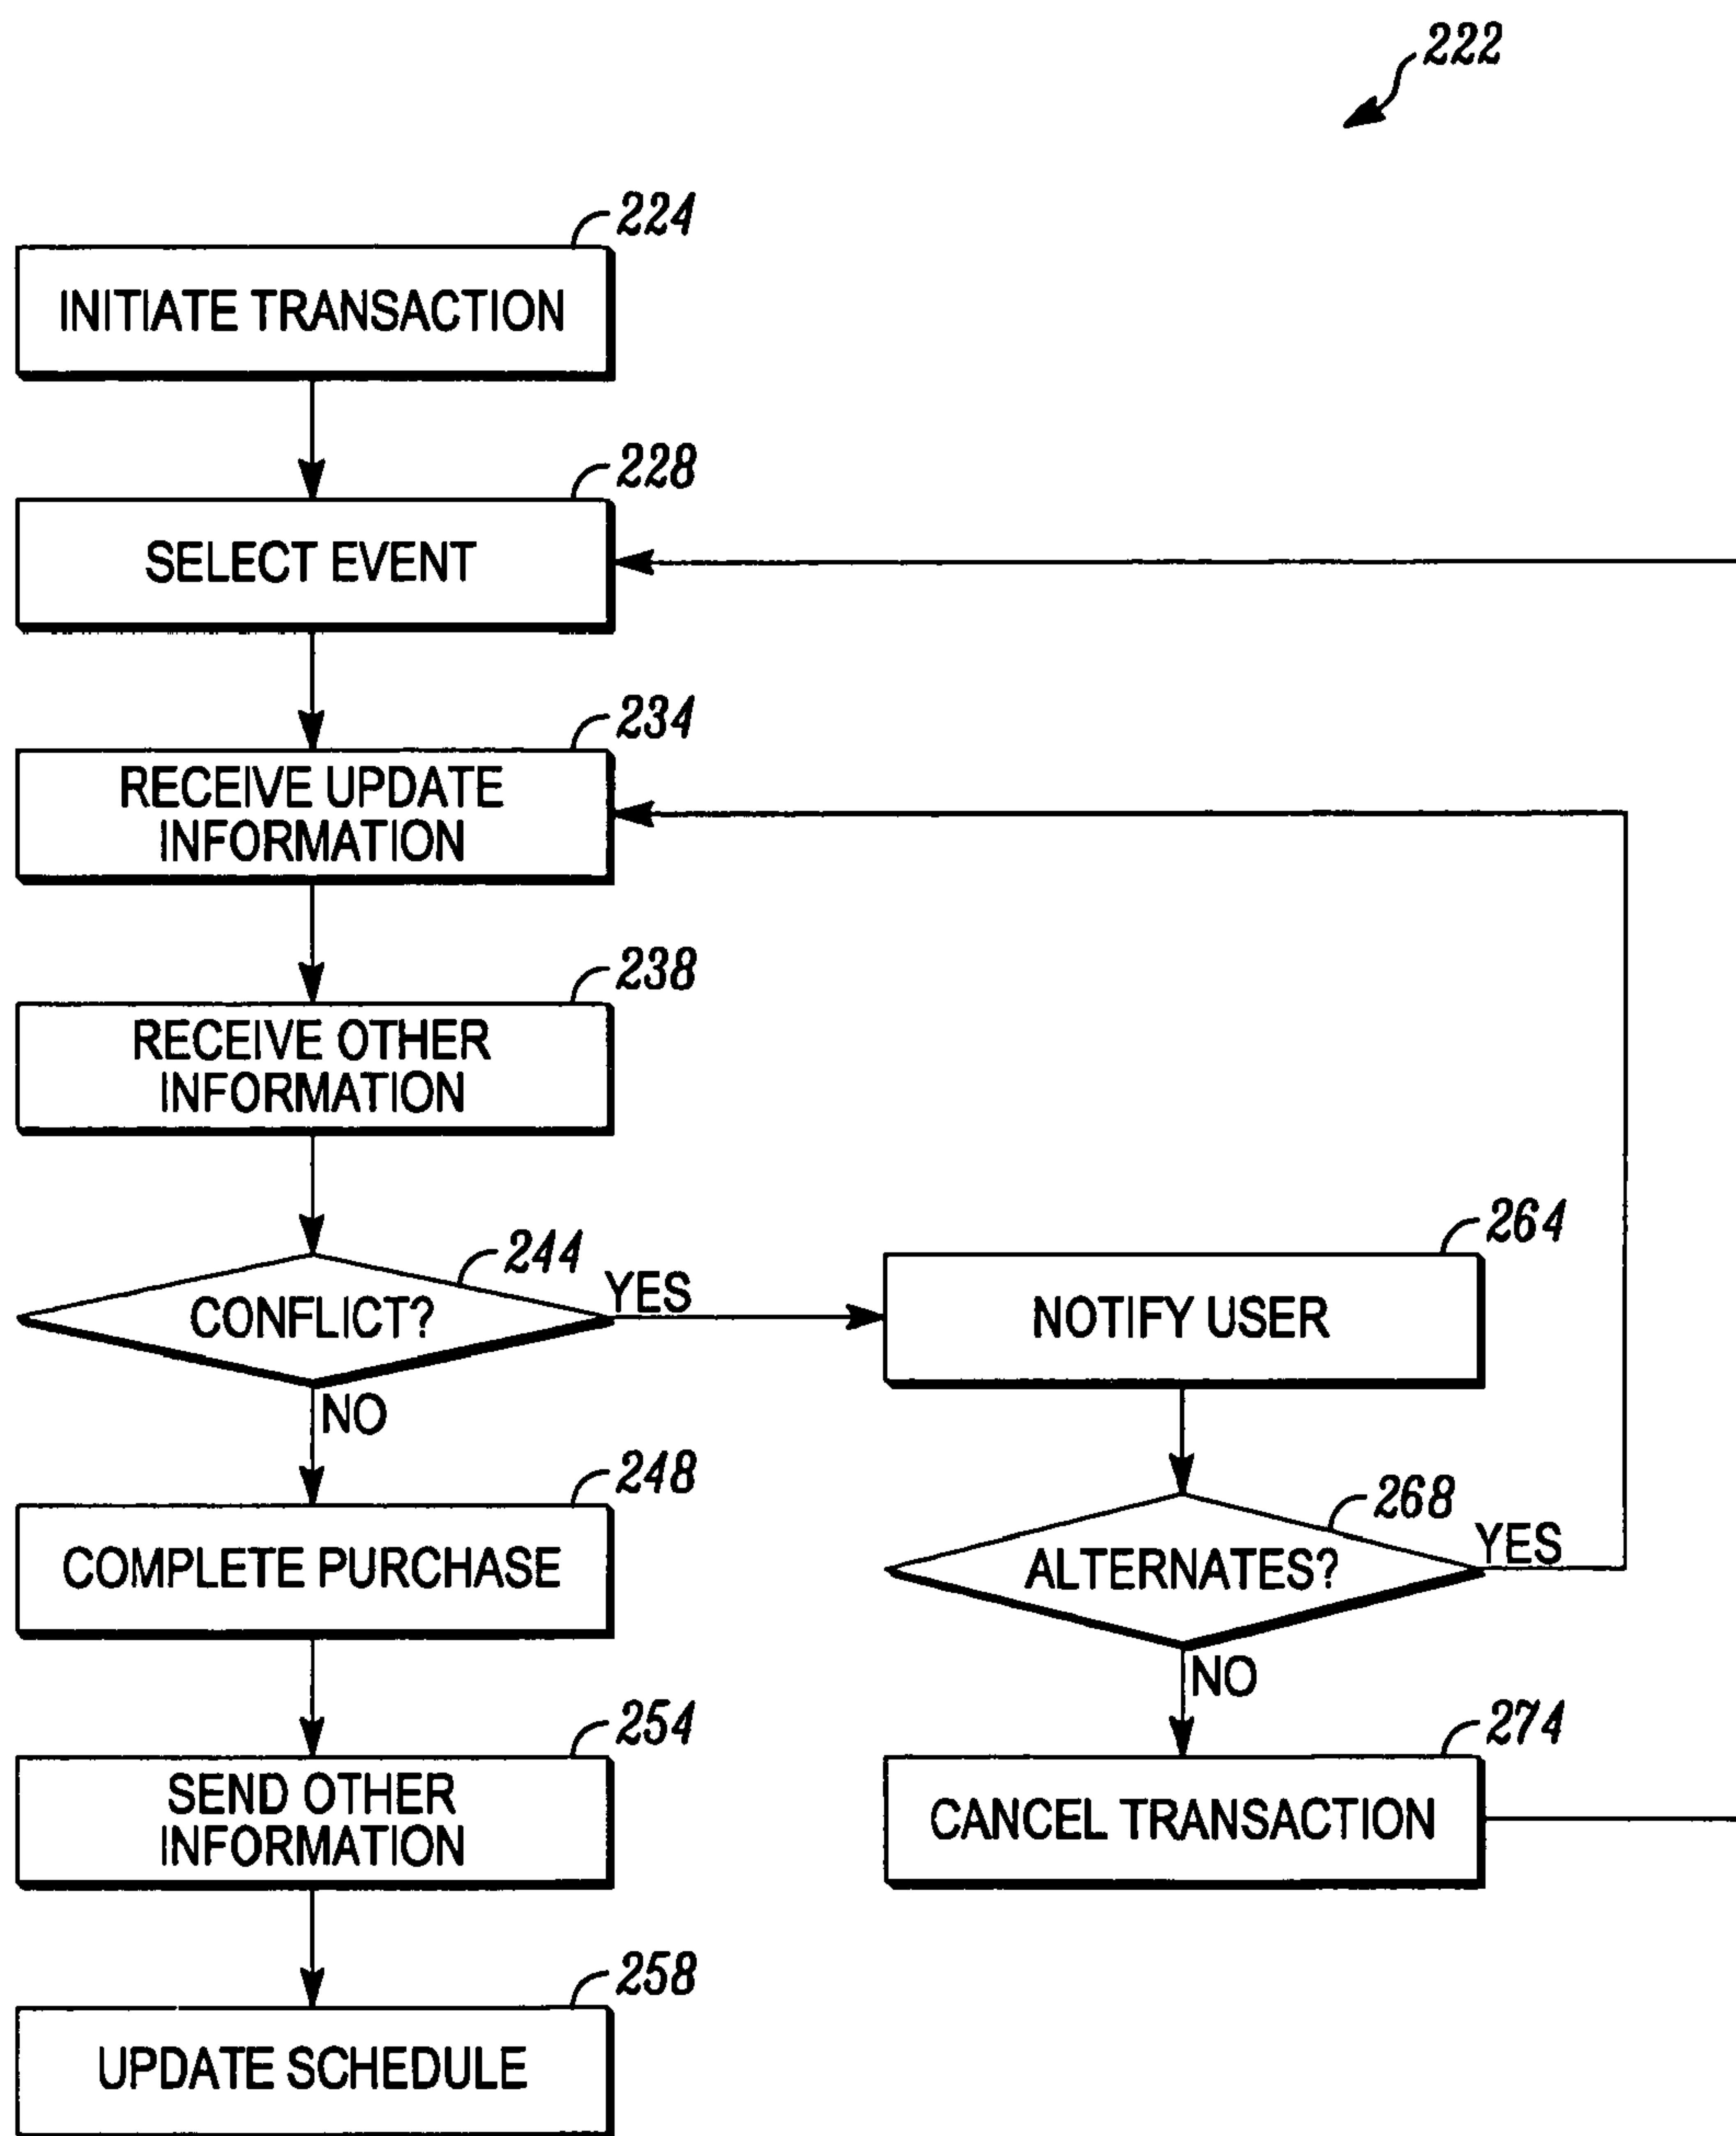 222
224
INITIATE TRANSACTION
228
SELECT EVENT
234
RECEIVE UPDATE
INFORMATION
238
RECEIVE OTHER
INFORMATION
244
CONFLICT?
YES
NO
264
NOTIFY USER
248
COMPLETE PURCHASE
268
ALTERNATES?
YES
NO
254
SEND OTHER
INFORMATION
274
CANCEL TRANSACTION
258
UPDATE SCHEDULE